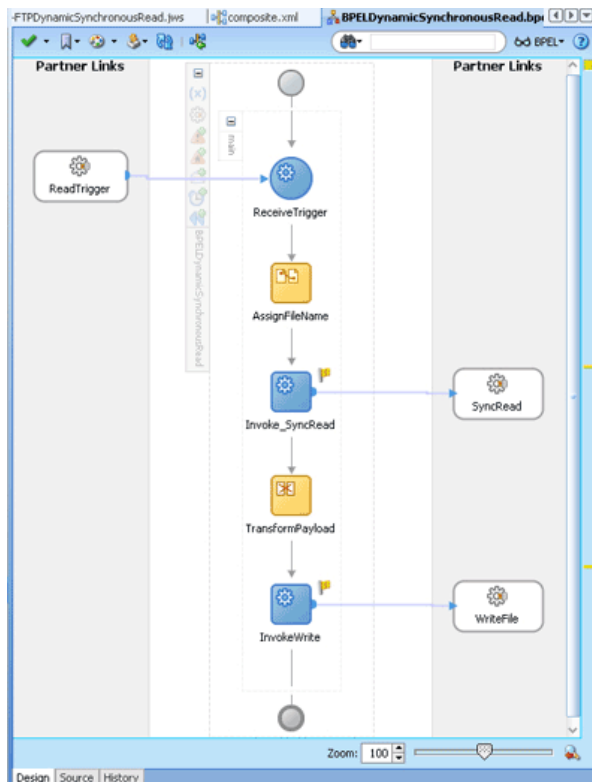 -FTPDynamicSynchronousRead.jws
composite.xml
BPELDynamicSynchronousRead.bpe
BPEL
Partner Links
Partner Links
main
ReadTrigger
ReceiveTrigger
BPELDynamicSynchronousRead
AssignFileName
Invoke_SyncRead
SyncRead
TransformPayload
InvokeWrite
WriteFile
Zoom: 100
Design Source History